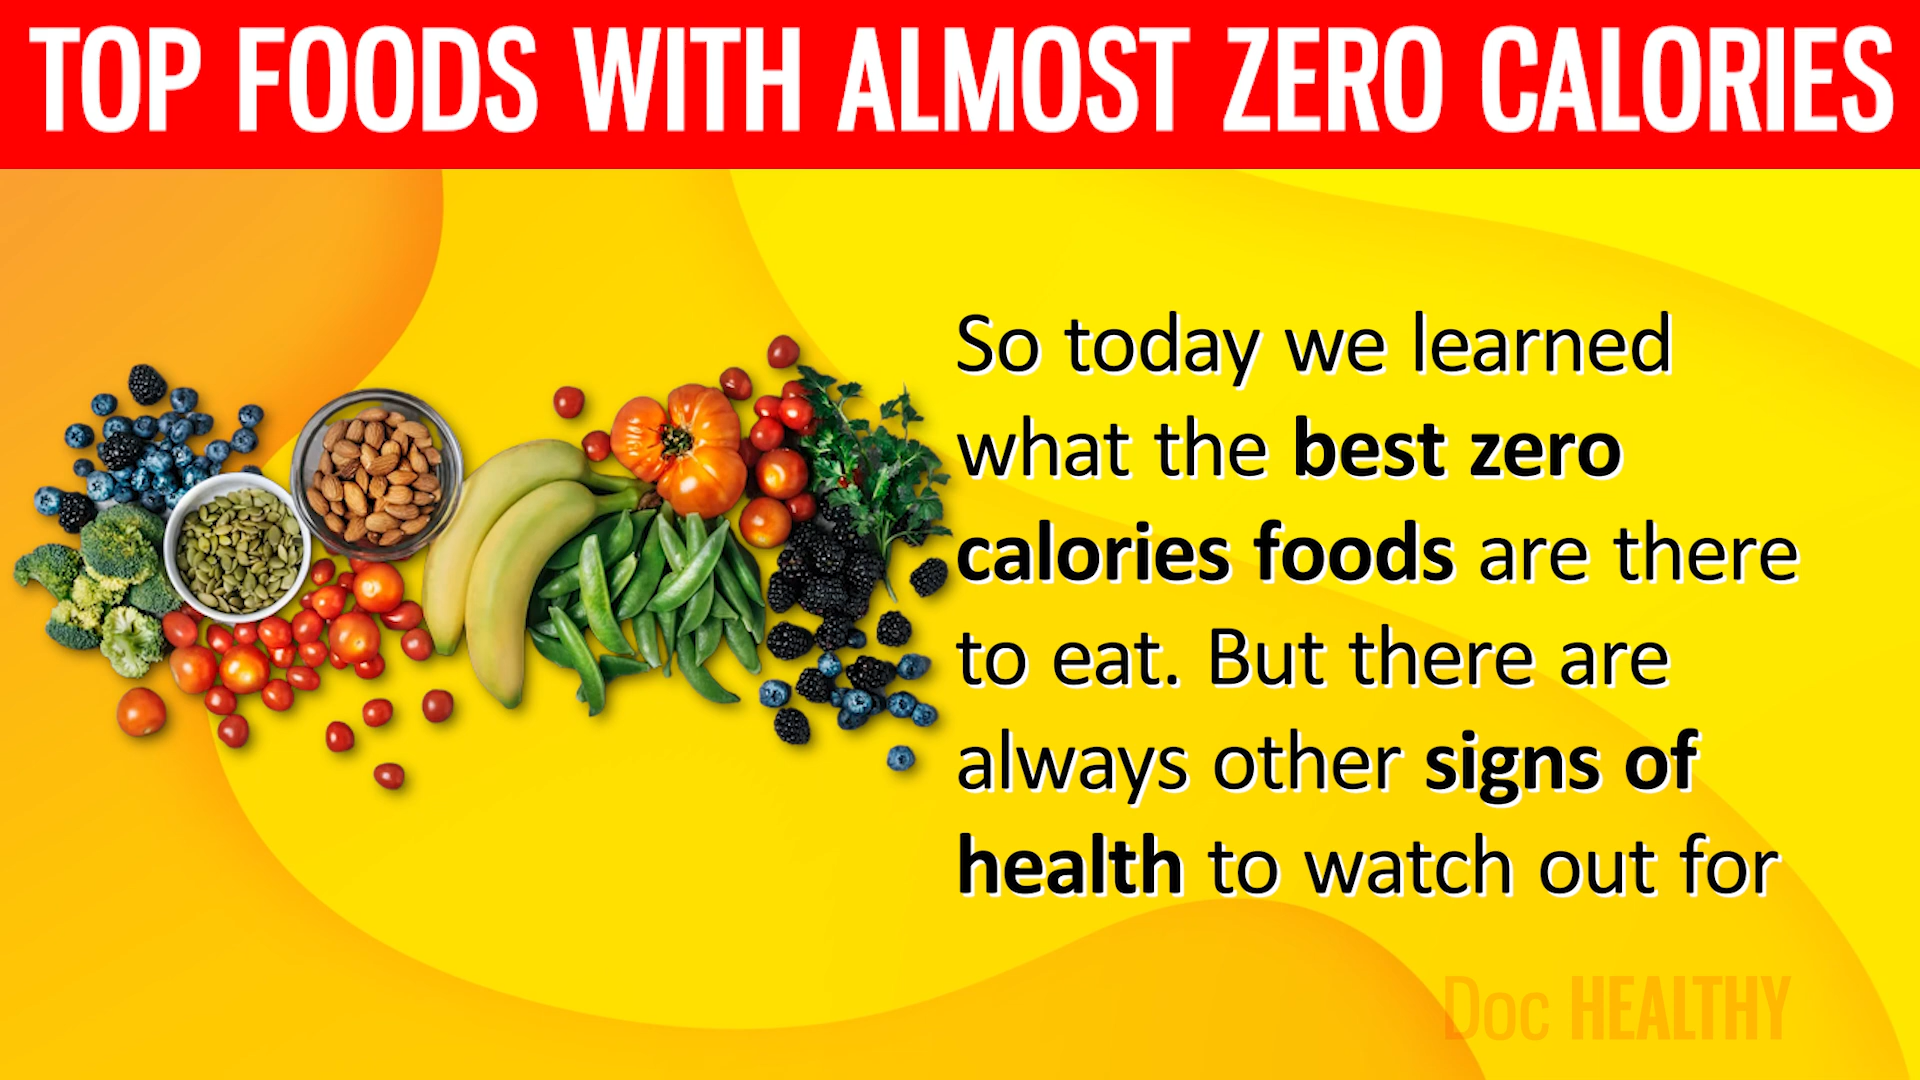 TOP FOODS WITH ALMOST ZERO CALORIES
So today we learned
what the best zero
calories foods are there
to eat. But there are
always other signs of
health to watch out for
Doc HEALTHY